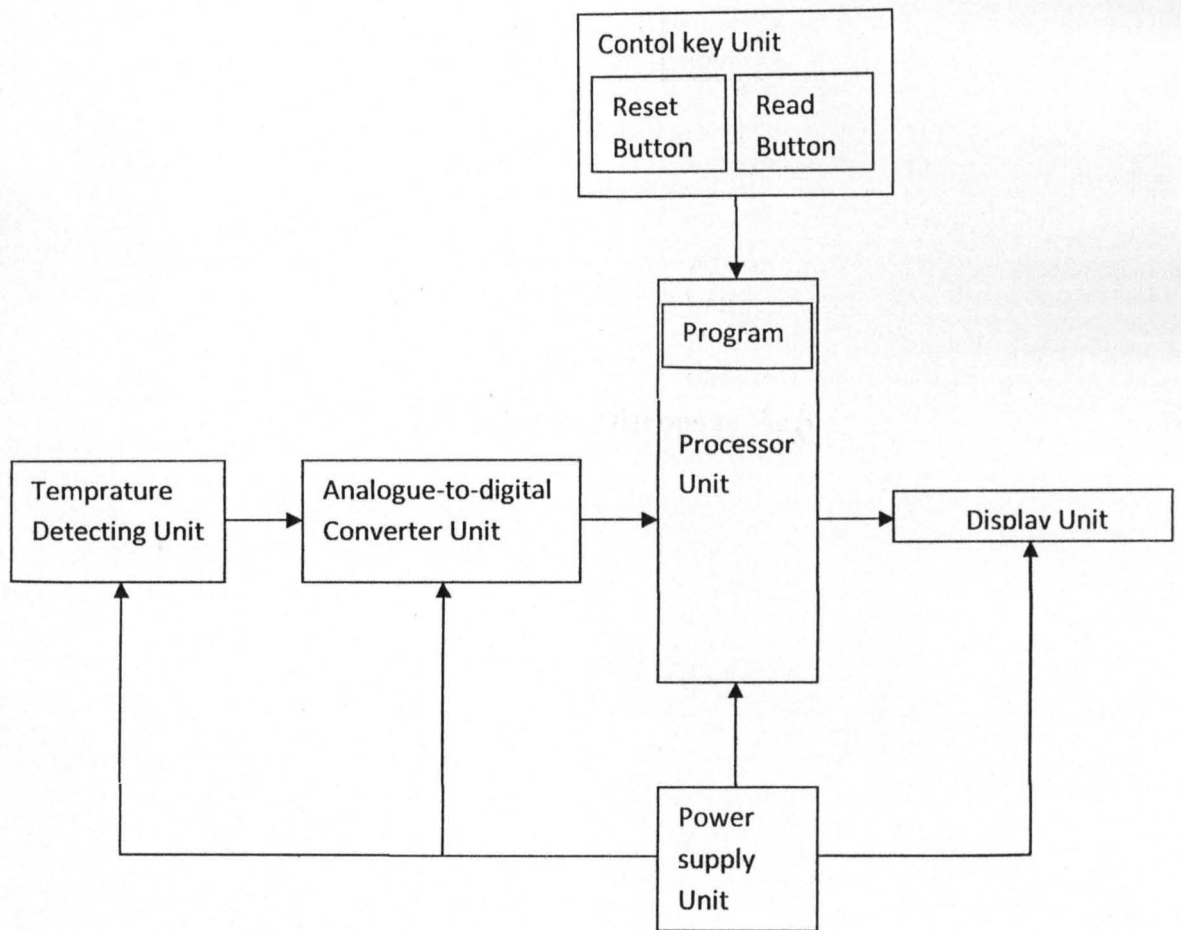 Contol key Unit
Reset
Button
Read
Button
Program
Processor
Unit
Temprature
Detecting Unit
Analogue-to-digital
Converter Unit
Display Unit
Power
supply
Unit